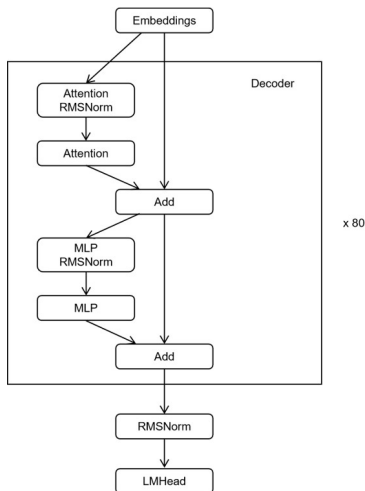 Embeddings
Decoder
Attention
RMSNorm
Attention
Add
x 80
MLP
RMSNorm
MLP
Add
RMSNorm
LMHead